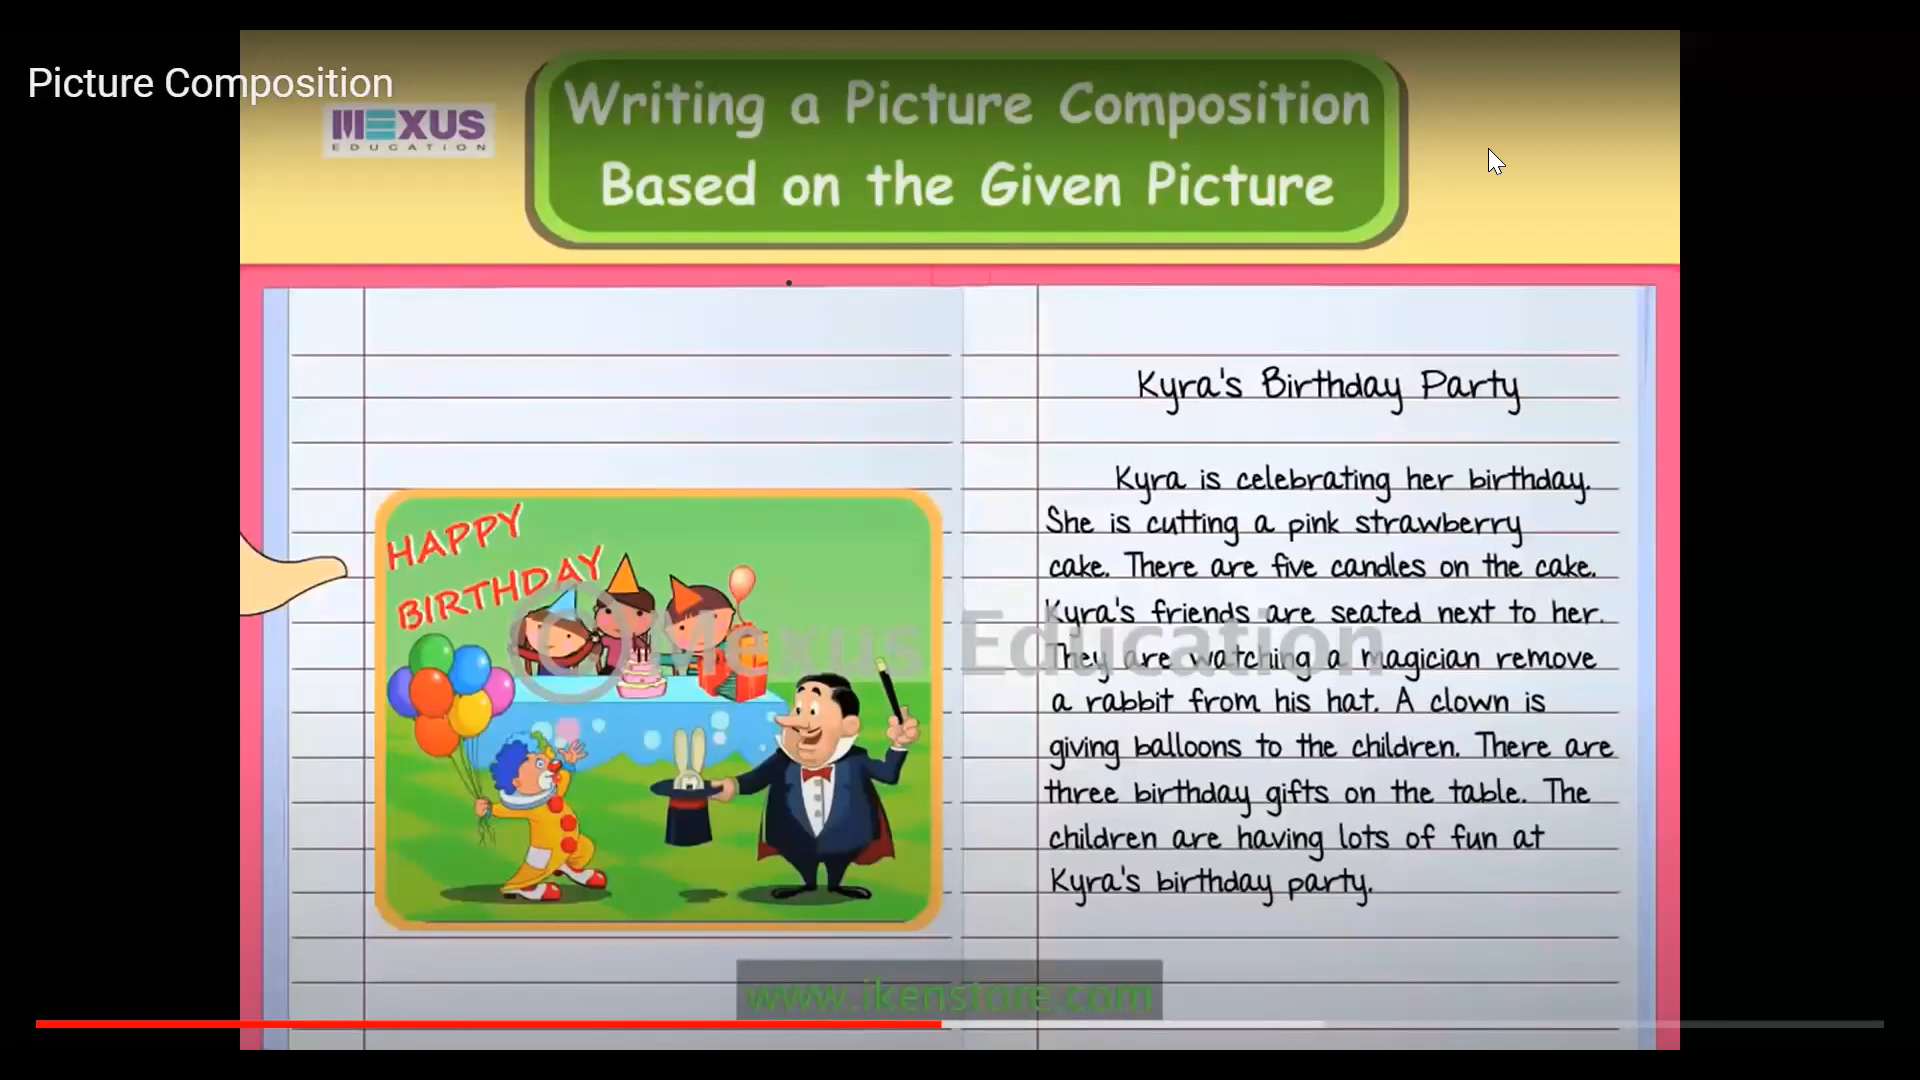 Picture Composition
MEXUS
EDUCATION
Writing a Picture Composition
Based on the Given Picture
Kyra's Birthday Party
Kyra is celebrating her birthday.
She is cutting a pink strawberry
cake. There are five candles on the cake.
Kyra's friends are seated next to her.
They are watching a magician remove
a rabbit from his hat. A clown is
giving balloons to the children. There are
three birthday gifts on the table. The
children are having lots of fun at
Kyra's birthday party.
HAPPY
BIRTHDAY
© Mexus Education
www.ikenstore.com